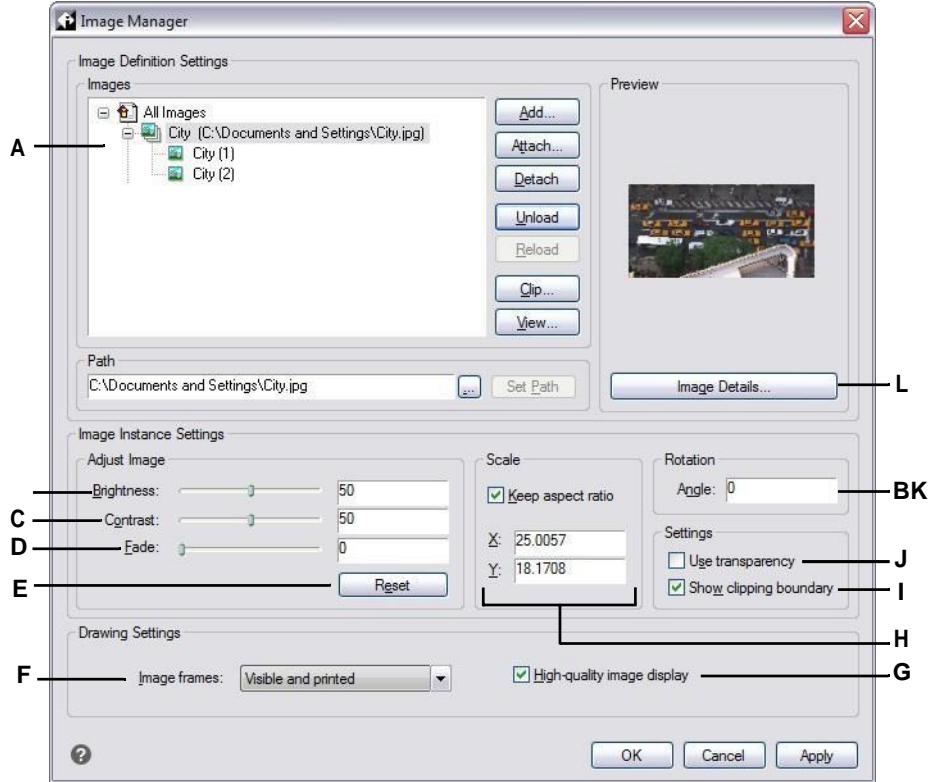 Image Manager
Image Definition Settings
Images
Preview
All Images
City (C:\Documents and Settings\City.jpg)
City (1)
City (2)
A
Add...
Attach...
Detach
Unload
Reload
Clip...
View...
Path
C:\Documents and Settings\City.jpg
...
Set Path
Image Details...
L
Image Instance Settings
Adjust Image
Brightness: 50
C Contrast: 50
D Fade: 0
E Reset
Scale
Keep aspect ratio
X: 25.0057
Y: 18.1708
H
Rotation
Angle: 0 BK
Settings
Use transparency J
Show clipping boundary I
Drawing Settings
F Image frames: Visible and printed
High-quality image display G
?
OK
Cancel
Apply